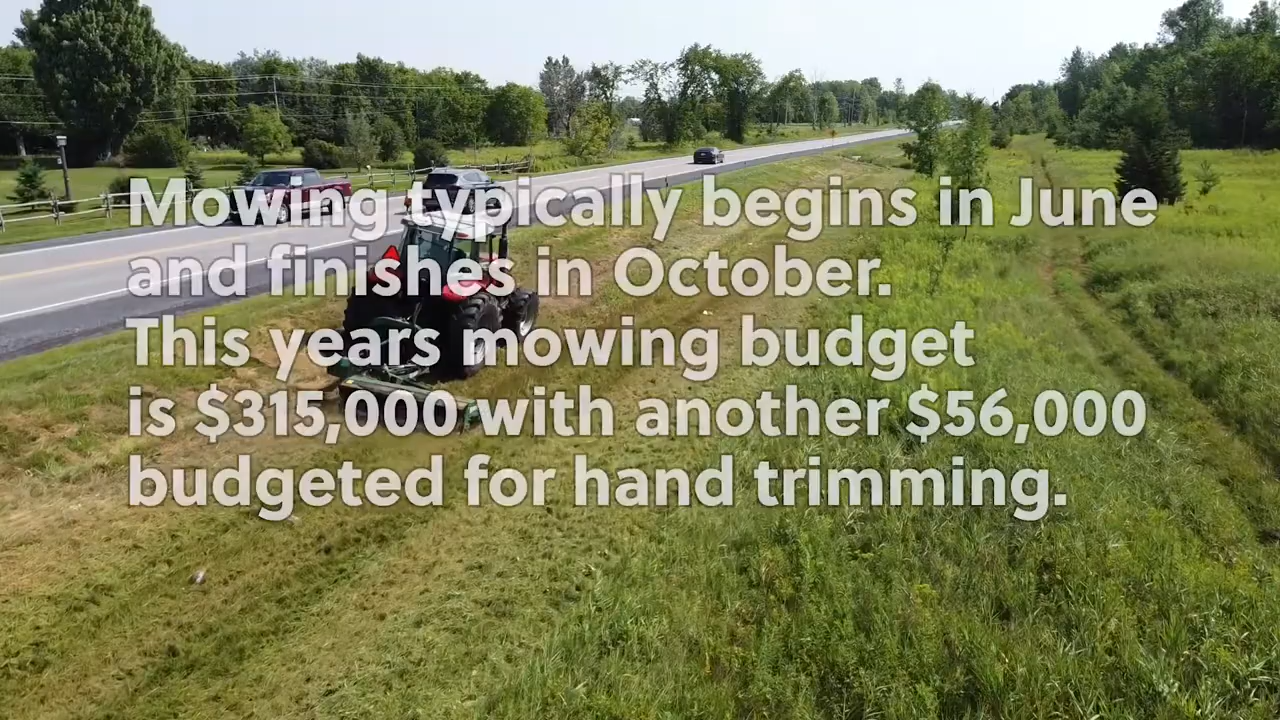 Mowing typically begins in June
and finishes in October.
This years mowing budget
is $315,000 with another $56,000
budgeted for hand trimming.